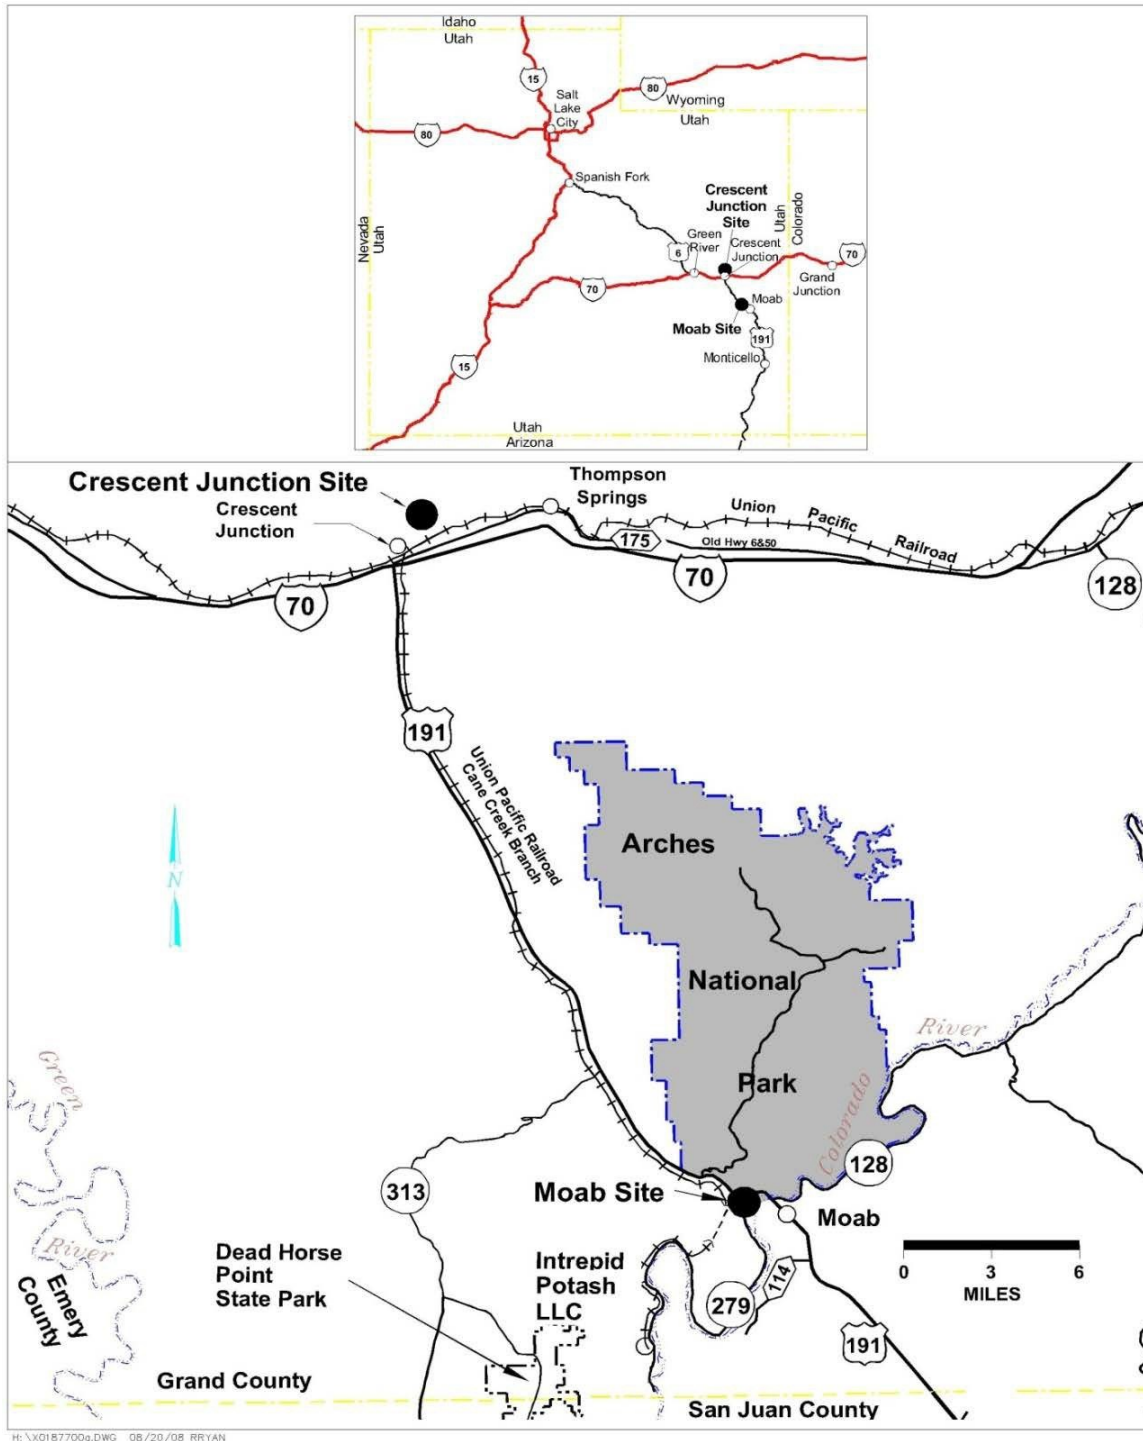 Idaho
Utah
15
80
Salt
Lake
City
Wyoming
Utah
80
Spanish Fork
Crescent
Junction
Site
Utah
Colorado
Nevada
Utah
Green
River
6
Crescent
Junction
70
Grand
Junction
70
Moab
Moab Site
191
Monticello
15
Utah
Arizona
Crescent Junction Site
Crescent
Junction
Thompson
Springs
Union Pacific Railroad
175
Old Hwy 6&50
70
70
128
191
Union Pacific Railroad
Cane Creek Branch
Arches
N
National
River
Green
Park
Colorado
128
313
Moab Site
Moab
River
Dead Horse
Point
State Park
Intrepid
Potash
LLC
Emery
County
114
0 3 6
MILES
279
191
Grand County
San Juan County
H:\X0187700a.DWG 08/20/08 RRYAN